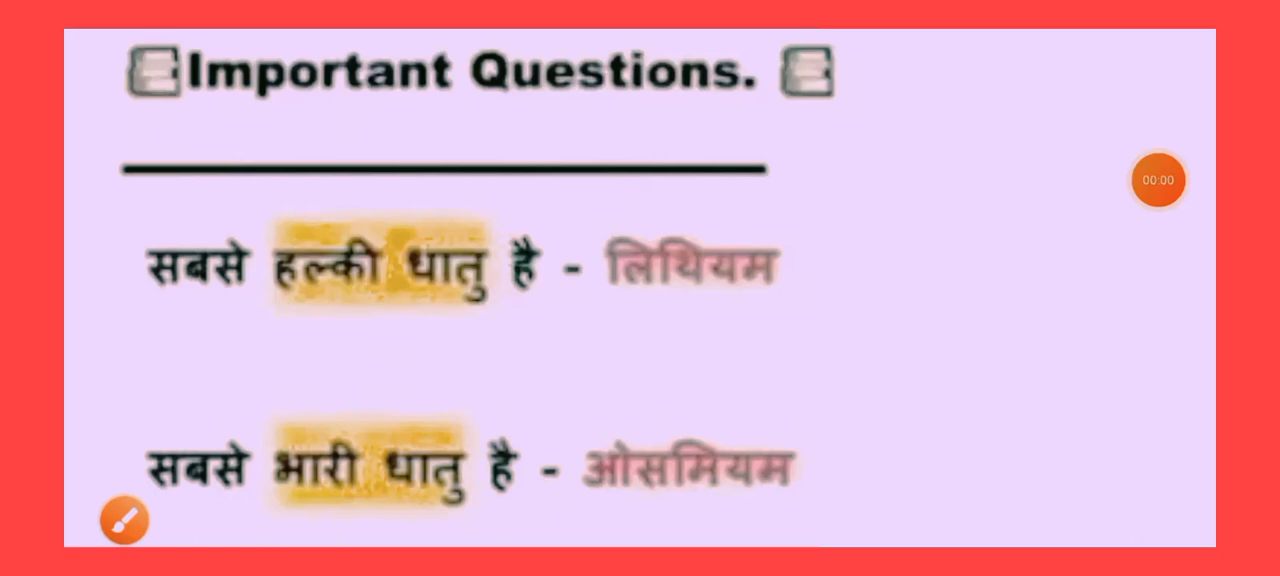 Important Questions.
00:00
सबसे हल्की धातु है - लिथियम
सबसे भारी धातु है - ओसमियम